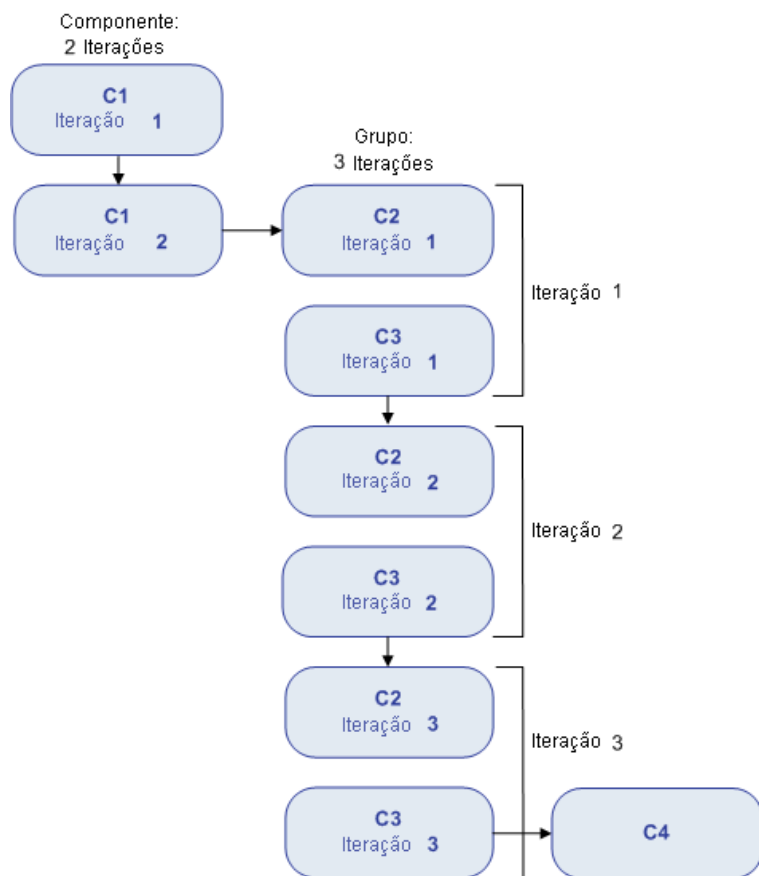 Componente:
2 Iterações
C1
Iteração 1
Grupo:
3 Iterações
C1
Iteração 2
C2
Iteração 1
Iteração 1
C3
Iteração 1
C2
Iteração 2
Iteração 2
C3
Iteração 2
C2
Iteração 3
Iteração 3
C3
Iteração 3
C4